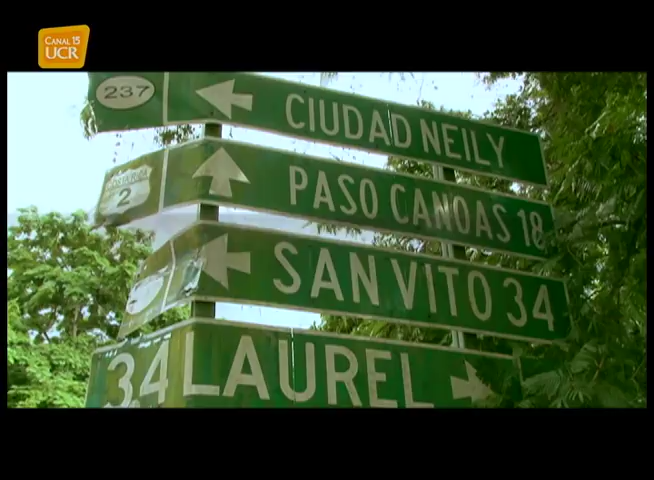 CANAL 15
UCR
237 CIUDAD NEILY
2 PASO CANOAS 18
SAN VITO 34
34 LAUREL